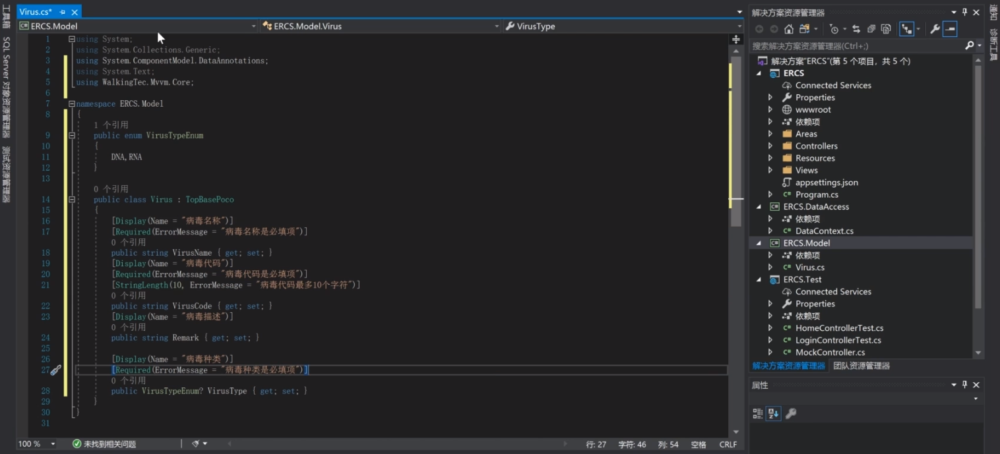 工具箱
SQL Server 对象资源管理器
测试资源管理器
Virus.cs*
ERCS.Model
ERCS.Model.Virus
VirusType
1 using System;
2 using System.Collections.Generic;
3 using System.ComponentModel.DataAnnotations;
4 using System.Text;
5 using WalkingTec.Mvvm.Core;
6
7 namespace ERCS.Model
8 {
1 个引用
9 public enum VirusTypeEnum
10 {
11 DNA,RNA
12 }
13
0 个引用
14 public class Virus : TopBasePoco
15 {
16 [Display(Name = "病毒名称")]
17 [Required(ErrorMessage = "病毒名称是必填项")]
0 个引用
18 public string VirusName { get; set; }
19 [Display(Name = "病毒代码")]
20 [Required(ErrorMessage = "病毒代码是必填项")]
21 [StringLength(10, ErrorMessage = "病毒代码最多10个字符")]
0 个引用
22 public string VirusCode { get; set; }
23 [Display(Name = "病毒描述")]
0 个引用
24 public string Remark { get; set; }
25
26 [Display(Name = "病毒种类")]
27 [Required(ErrorMessage = "病毒种类是必填项")]
0 个引用
28 public VirusTypeEnum? VirusType { get; set; }
29 }
30 }
31
100 %
未找到相关问题
行: 27
字符: 46
列: 54
空格
CRLF
解决方案资源管理器
搜索解决方案资源管理器(Ctrl+;)
解决方案"ERCS"(第 5 个项目，共 5 个)
ERCS
Connected Services
Properties
wwwroot
依赖项
Areas
Controllers
Resources
Views
appsettings.json
C# Program.cs
C# ERCS.DataAccess
依赖项
C# DataContext.cs
C# ERCS.Model
依赖项
C# Virus.cs
ERCS.Test
Connected Services
Properties
依赖项
C# HomeControllerTest.cs
C# LoginControllerTest.cs
C# MockController.cs
解决方案资源管理器
团队资源管理器
属性
通知
诊断工具